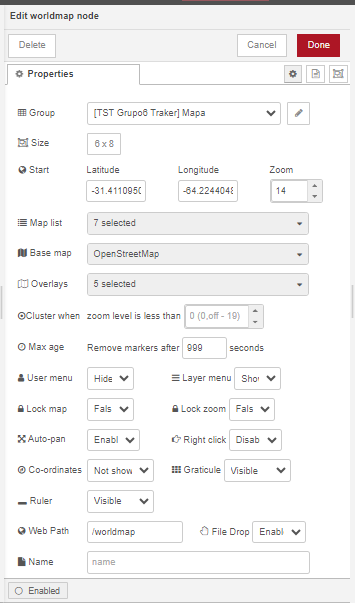 Edit worldmap node
Delete Cancel Done
Properties
Group [TST Grupo6 Traker] Mapa
Size 6 x 8
Start Latitude Longitude Zoom
-31.4110950 -64.2244048 14
Map list 7 selected
Base map OpenStreetMap
Overlays 5 selected
Cluster when zoom level is less than 0 (0,off - 19)
Max age Remove markers after 999 seconds
User menu Hide Layer menu Show
Lock map Fals Lock zoom Fals
Auto-pan Enabl Right click Disab
Co-ordinates Not show Graticule Visible
Ruler Visible
Web Path /worldmap File Drop Enabl
Name name
Enabled